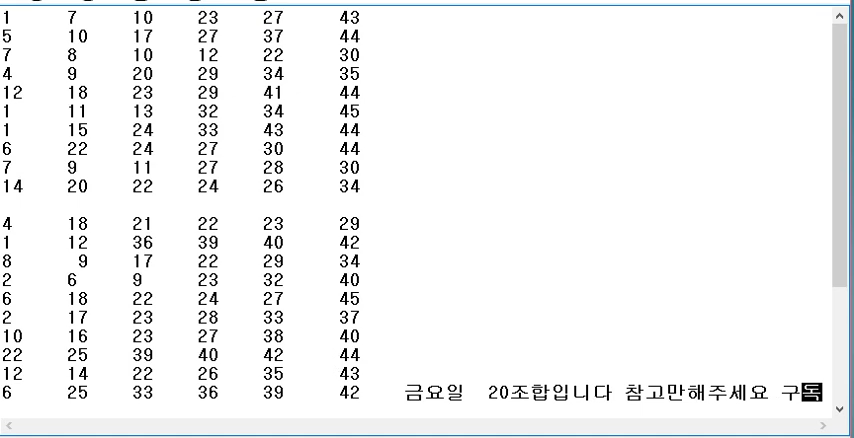 1 7 10 23 27 43
5 10 17 27 37 44
7 8 10 12 22 30
4 9 20 29 34 35
12 18 23 29 41 44
1 11 13 32 34 45
1 15 24 33 43 44
6 22 24 27 30 44
7 9 11 27 28 30
14 20 22 24 26 34
4 18 21 22 23 29
1 12 36 39 40 42
8 9 17 22 29 34
2 6 9 23 32 40
6 18 22 24 27 45
2 17 23 28 33 37
10 16 23 27 38 40
22 25 39 40 42 44
12 14 22 26 35 43
6 25 33 36 39 42 금요일 20조합입니다 참고만해주세요 구독